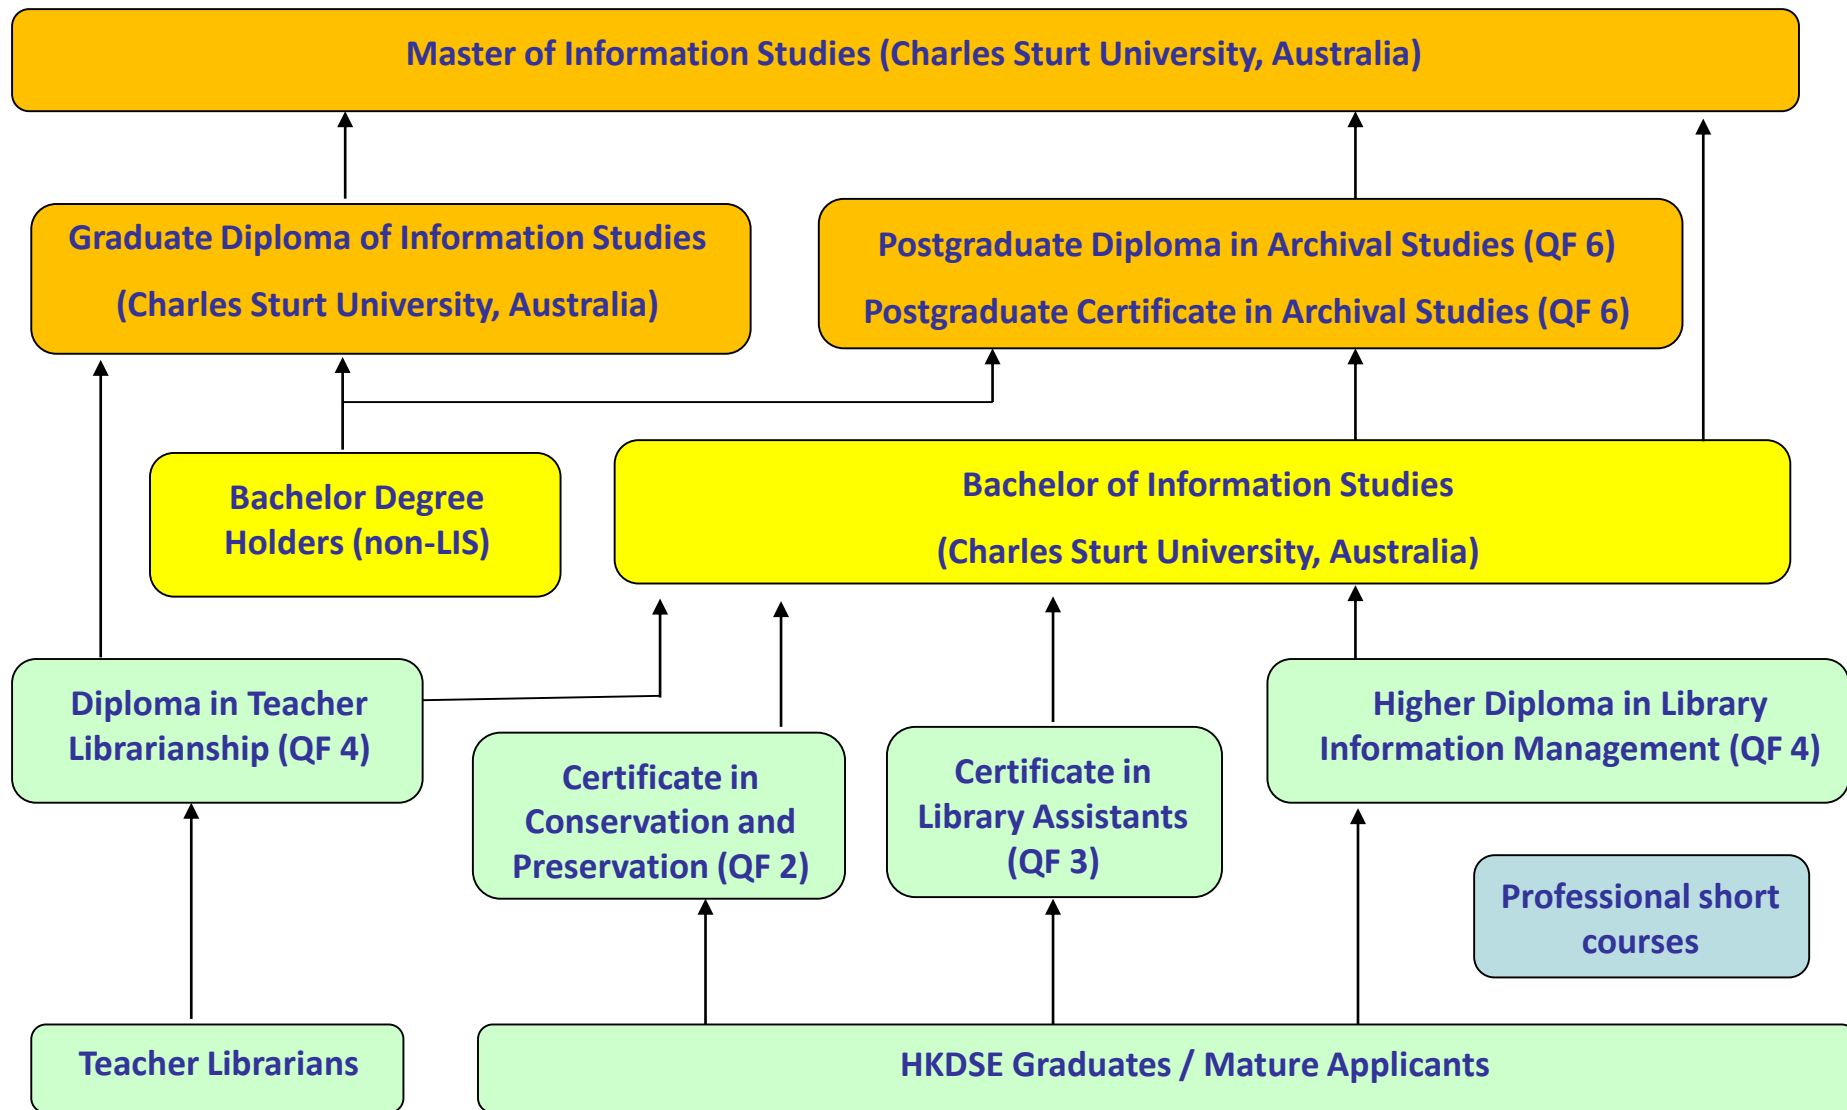 Master of Information Studies (Charles Sturt University, Australia)
Graduate Diploma of Information Studies
(Charles Sturt University, Australia)
Postgraduate Diploma in Archival Studies (QF 6)
Postgraduate Certificate in Archival Studies (QF 6)
Bachelor Degree
Holders (non-LIS)
Bachelor of Information Studies
(Charles Sturt University, Australia)
Diploma in Teacher
Librarianship (QF 4)
Certificate in
Conservation and
Preservation (QF 2)
Certificate in
Library Assistants
(QF 3)
Higher Diploma in Library
Information Management (QF 4)
Professional short
courses
Teacher Librarians
HKDSE Graduates / Mature Applicants